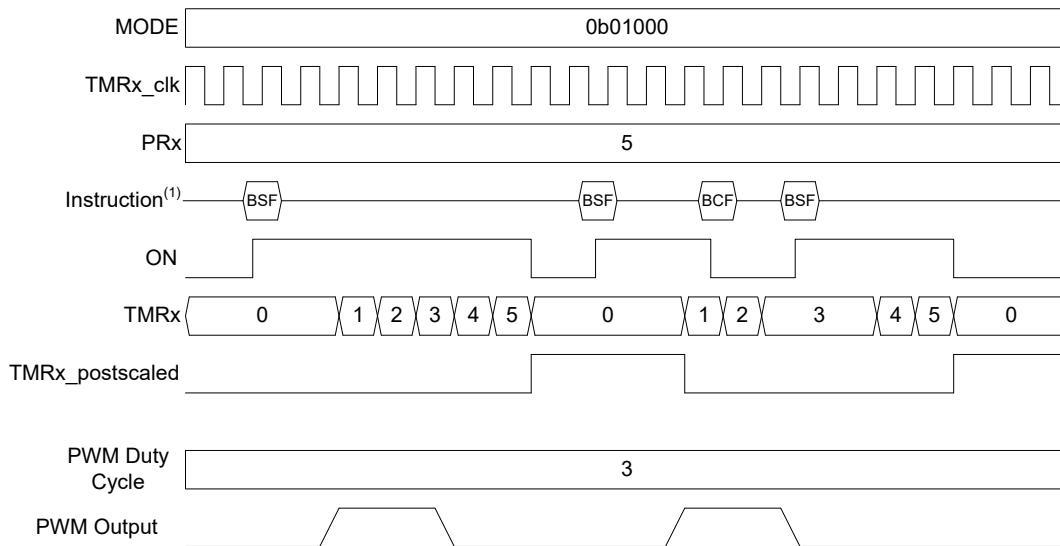 MODE 0b01000
TMRx_clk
PRx 5
Instruction(1) BSF BSF BCF BSF
ON
TMRx 0 1 2 3 4 5 0 1 2 3 4 5 0
TMRx_postscaled
PWM Duty
Cycle 3
PWM Output